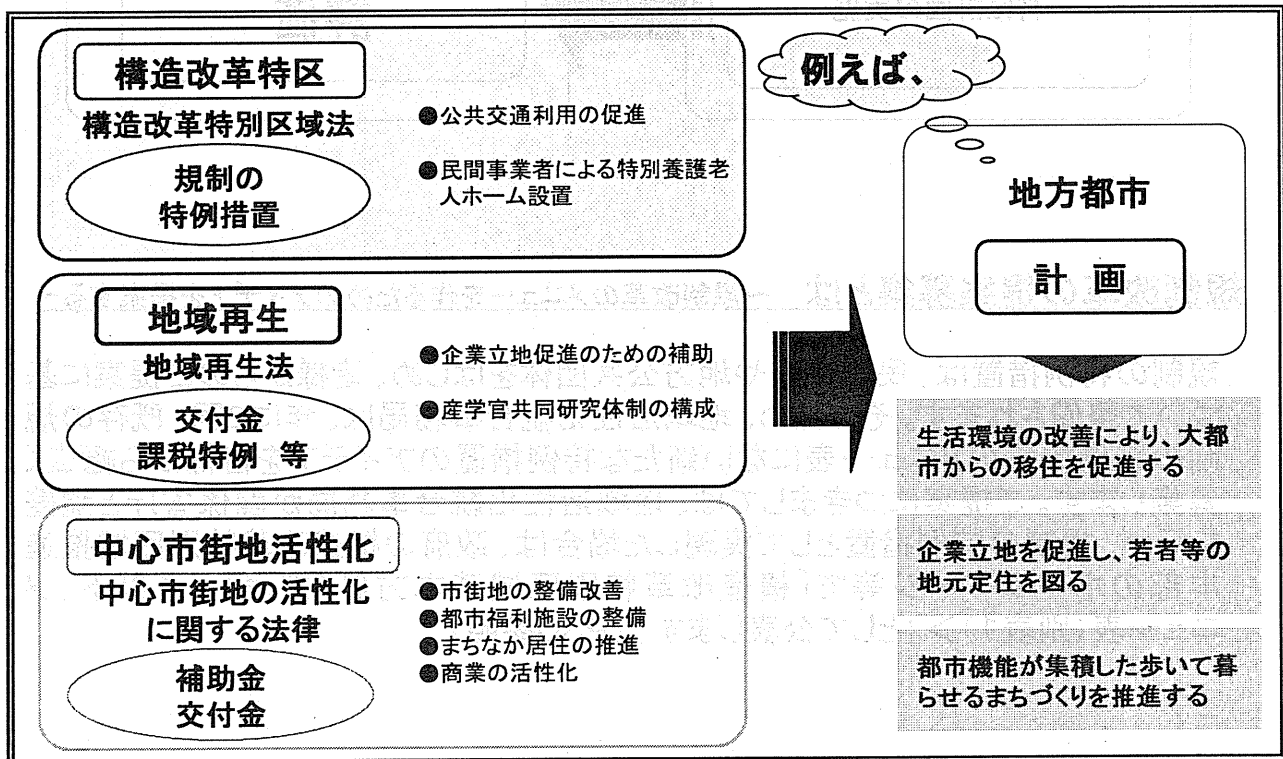 構造改革特区
構造改革特別区域法
規制の
特例措置
●公共交通利用の促進
●民間事業者による特別養護老
人ホーム設置
地域再生
地域再生法
交付金
課税特例 等
●企業立地促進のための補助
●産学官共同研究体制の構成
中心市街地活性化
中心市街地の活性化
に関する法律
補助金
交付金
●市街地の整備改善
●都市福利施設の整備
●まちなか居住の推進
●商業の活性化
例えば、
地方都市
計 画
生活環境の改善により、大都
市からの移住を促進する
企業立地を促進し、若者等の
地元定住を図る
都市機能が集積した歩いて暮
らせるまちづくりを推進する